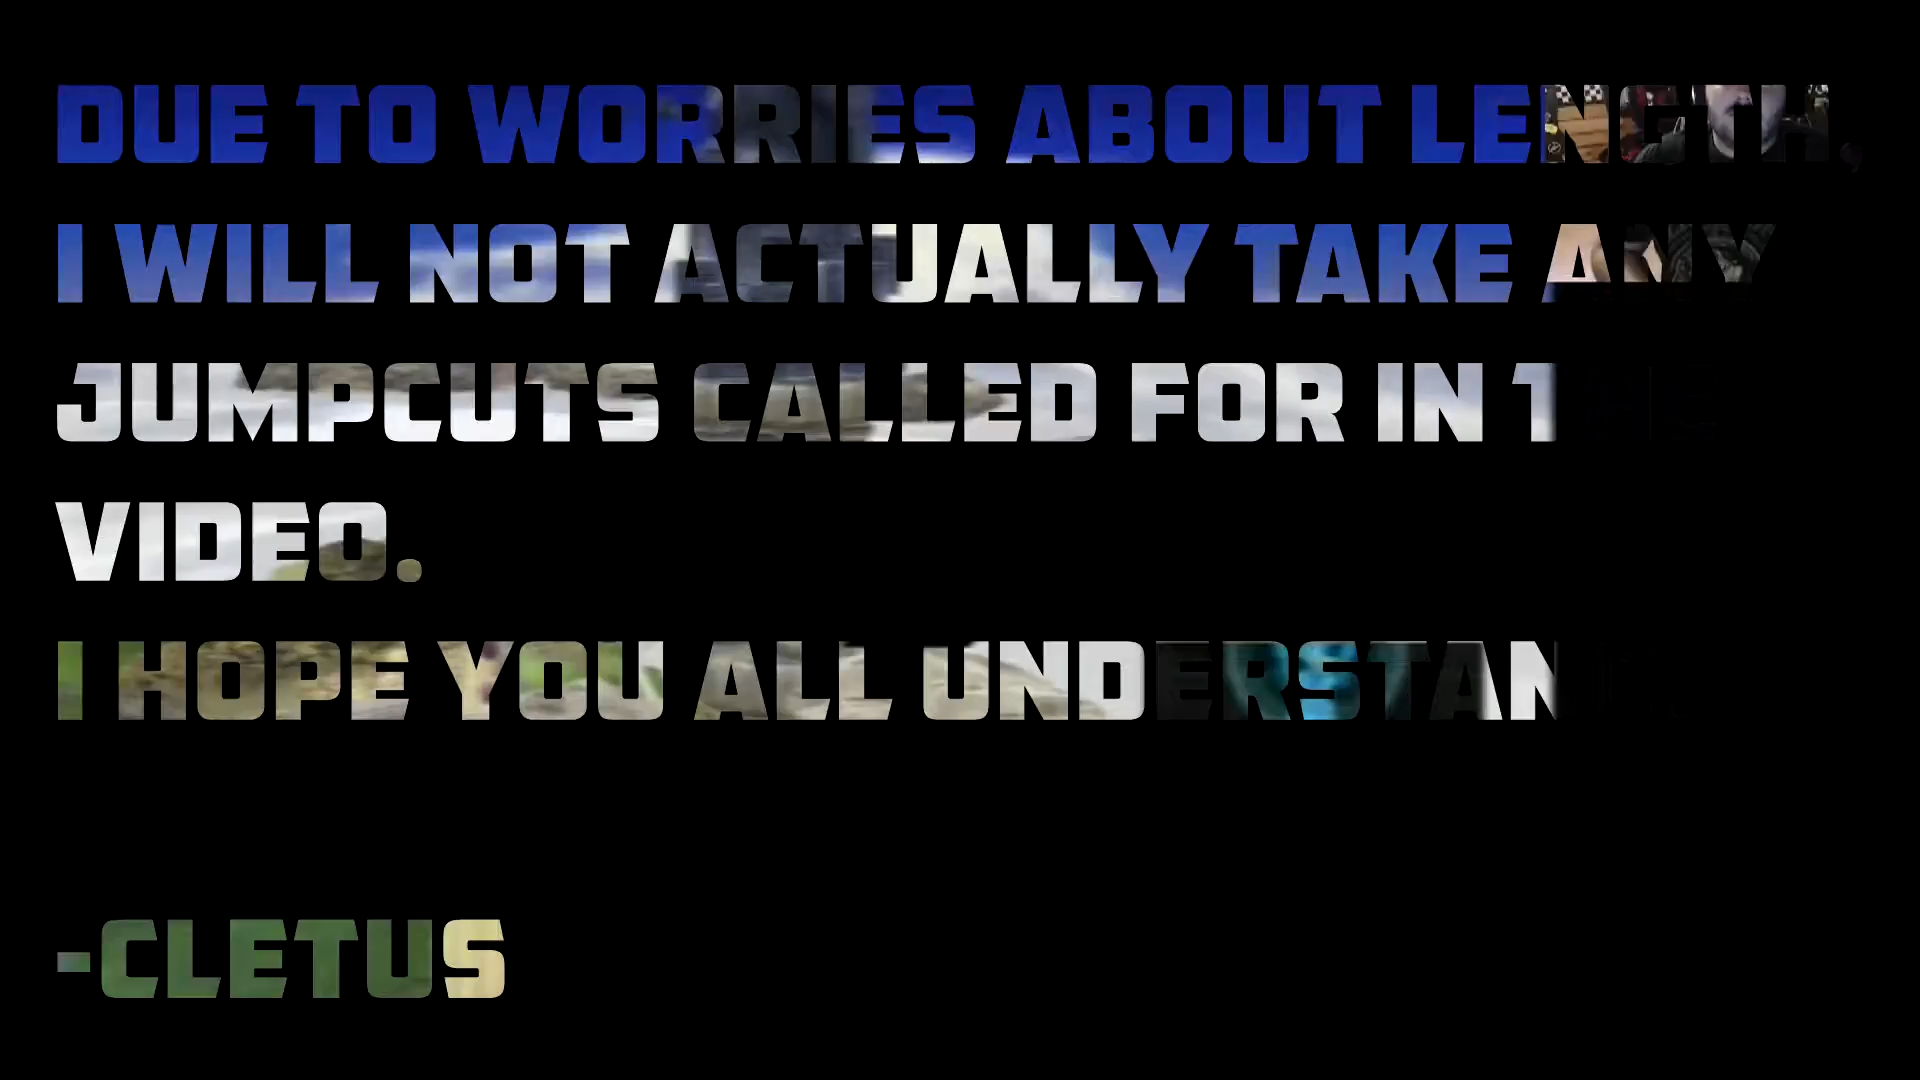 DUE TO WORRIES ABOUT LENGTH,
I WILL NOT ACTUALLY TAKE ANY
JUMPCUTS CALLED FOR IN THE
VIDEO.
I HOPE YOU ALL UNDERSTAND.
-CLETUS